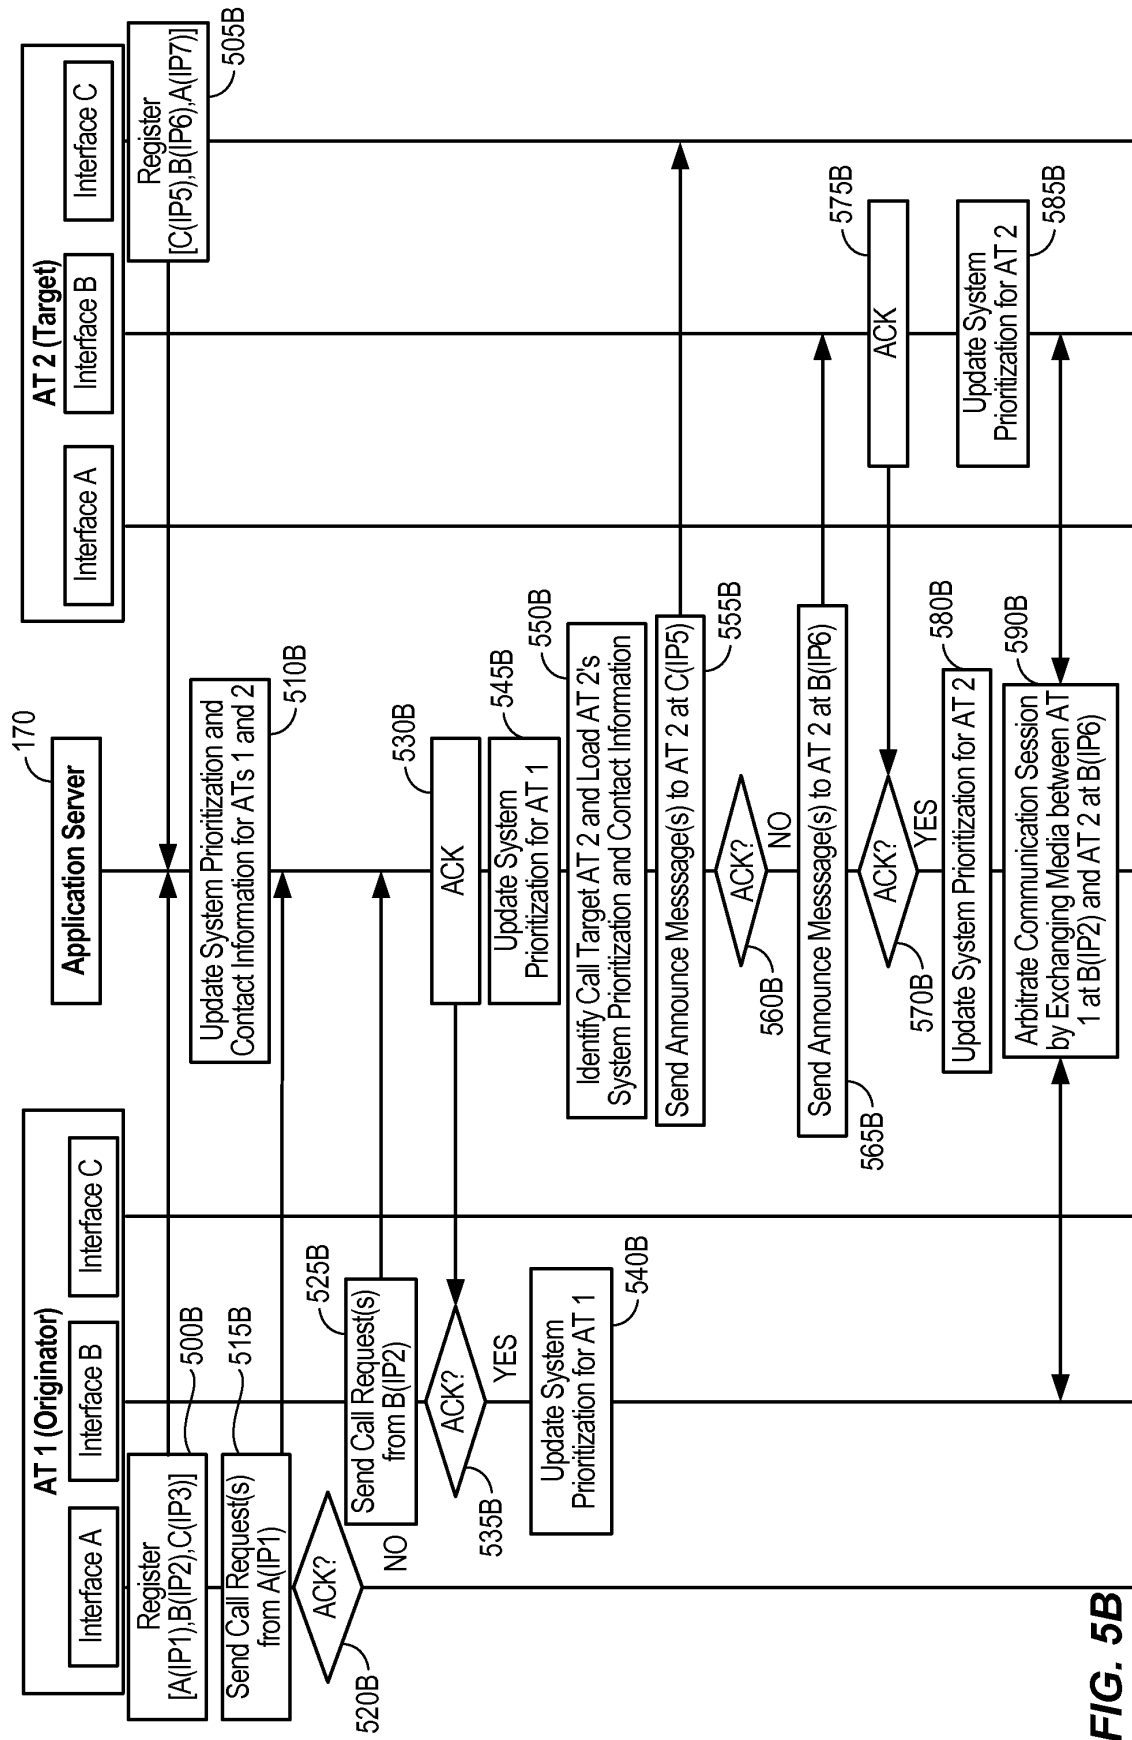 AT 1 (Originator)
Interface A
Interface B
Interface C
Application Server
170
AT 2 (Target)
Interface A
Interface B
Interface C
Register
[A(IP1),B(IP2),C(IP3)]
500B
Register
[C(IP5),B(IP6),A(IP7)]
505B
Update System Prioritization and
Contact Information for ATs 1 and 2
510B
Send Call Request(s)
from A(IP1)
515B
ACK?
520B
NO
Send Call Request(s)
from B(IP2)
525B
ACK
530B
ACK?
535B
YES
Update System
Prioritization for AT 1
540B
Update System
Prioritization for AT 1
545B
Identify Call Target AT 2 and Load AT 2's
System Prioritization and Contact Information
550B
Send Announce Messsage(s) to AT 2 at C(IP5)
555B
ACK?
560B
NO
Send Announce Messsage(s) to AT 2 at B(IP6)
565B
ACK?
570B
YES
ACK
575B
Update System Prioritization for AT 2
580B
Update System
Prioritization for AT 2
585B
Arbitrate Communication Session
by Exchanging Media between AT
1 at B(IP2) and AT 2 at B(IP6)
590B
FIG. 5B